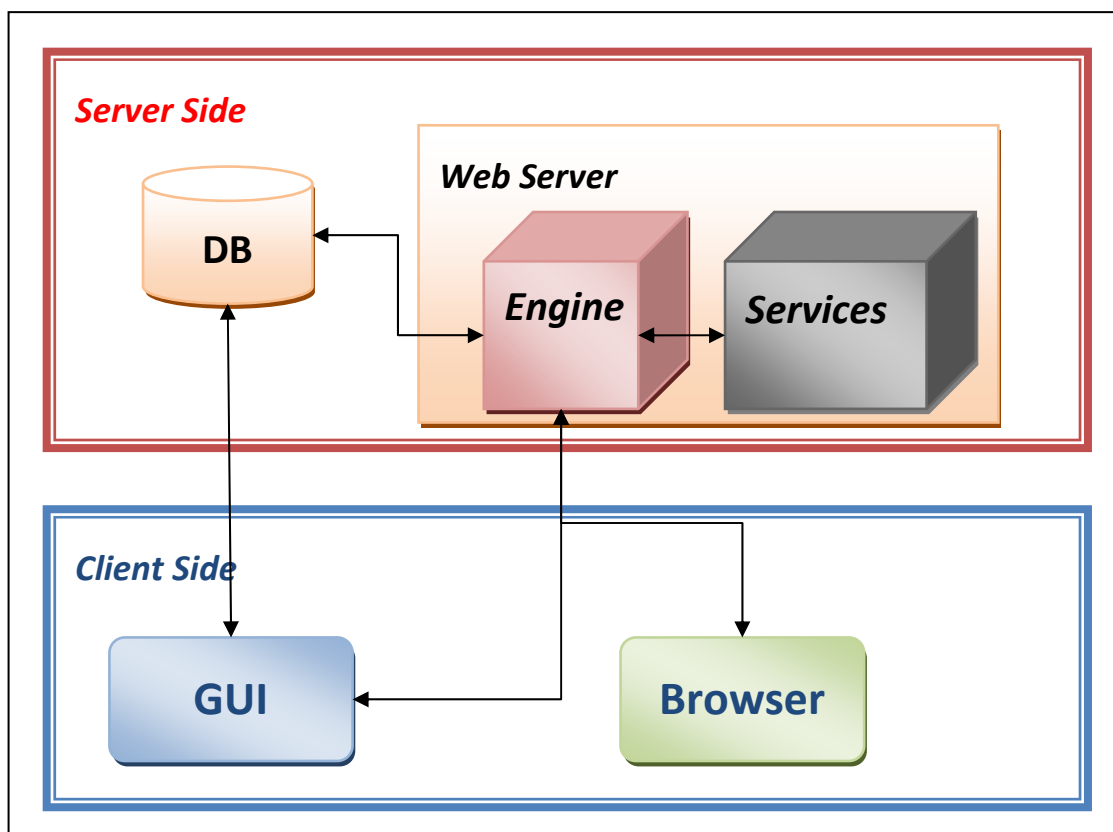 Server Side
Web Server
DB
Engine
Services
Client Side
GUI
Browser